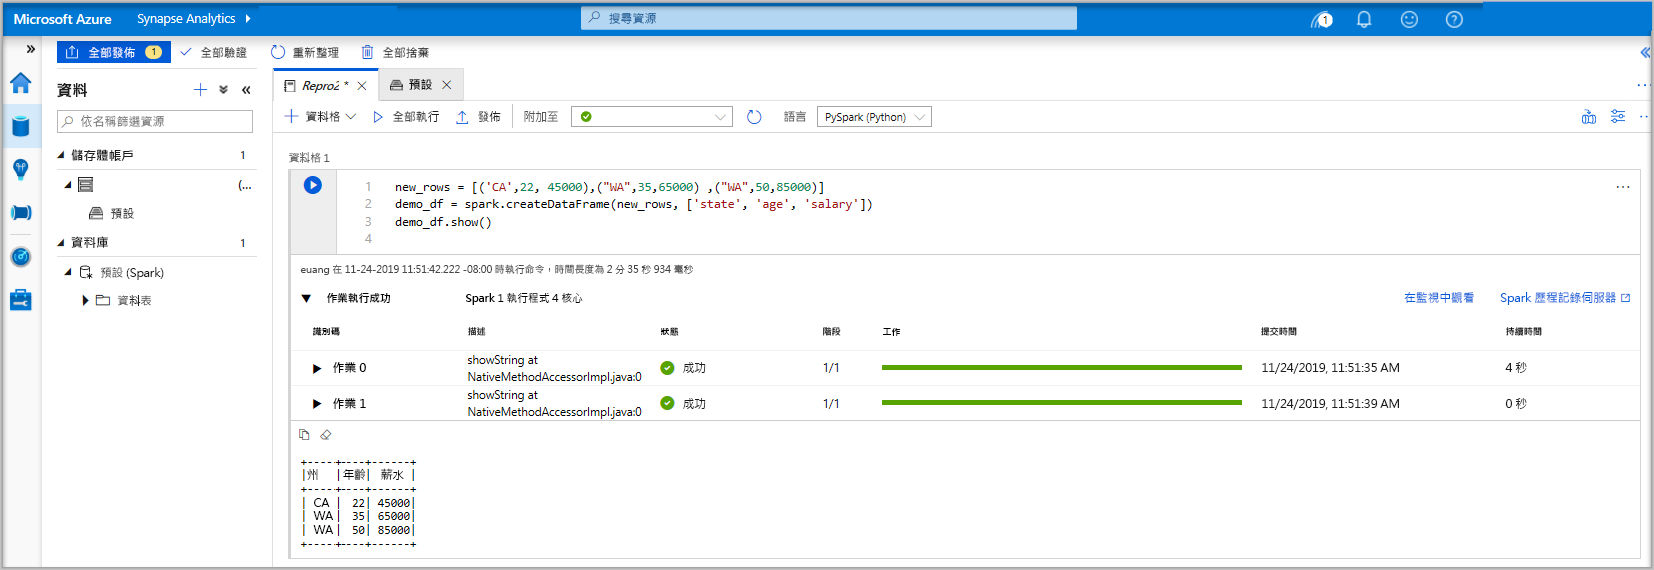 Microsoft Azure Synapse Analytics
搜尋資源
1
全部發佈 1 全部驗證 重新整理 全部捨棄
資料
依名稱篩選資源
儲存體帳戶 1
(...
預設
資料庫 1
預設 (Spark)
資料表
Repro2 * 預設
資料格 全部執行 發佈 附加至 語言 PySpark (Python)
資料格 1
1 new_rows = [('CA',22, 45000),("WA",35,65000) ,("WA",50,85000)]
2 demo_df = spark.createDataFrame(new_rows, ['state', 'age', 'salary'])
3 demo_df.show()
4
euang 在 11-24-2019 11:51:42.222 -08:00 時執行命令，時間長度為 2 分 35 秒 934 毫秒
作業執行成功 Spark 1 執行程式 4 核心 在監視中觀看 Spark 歷程記錄伺服器
識別碼 描述 狀態 階段 工作 提交時間 持續時間
作業 0 showString at NativeMethodAccessorImpl.java:0 成功 1/1 11/24/2019, 11:51:35 AM 4 秒
作業 1 showString at NativeMethodAccessorImpl.java:0 成功 1/1 11/24/2019, 11:51:39 AM 0 秒
+-----+----+------+
|州 |年齡| 薪水 |
+-----+----+------+
| CA | 22| 45000|
| WA | 35| 65000|
| WA | 50| 85000|
+-----+----+------+